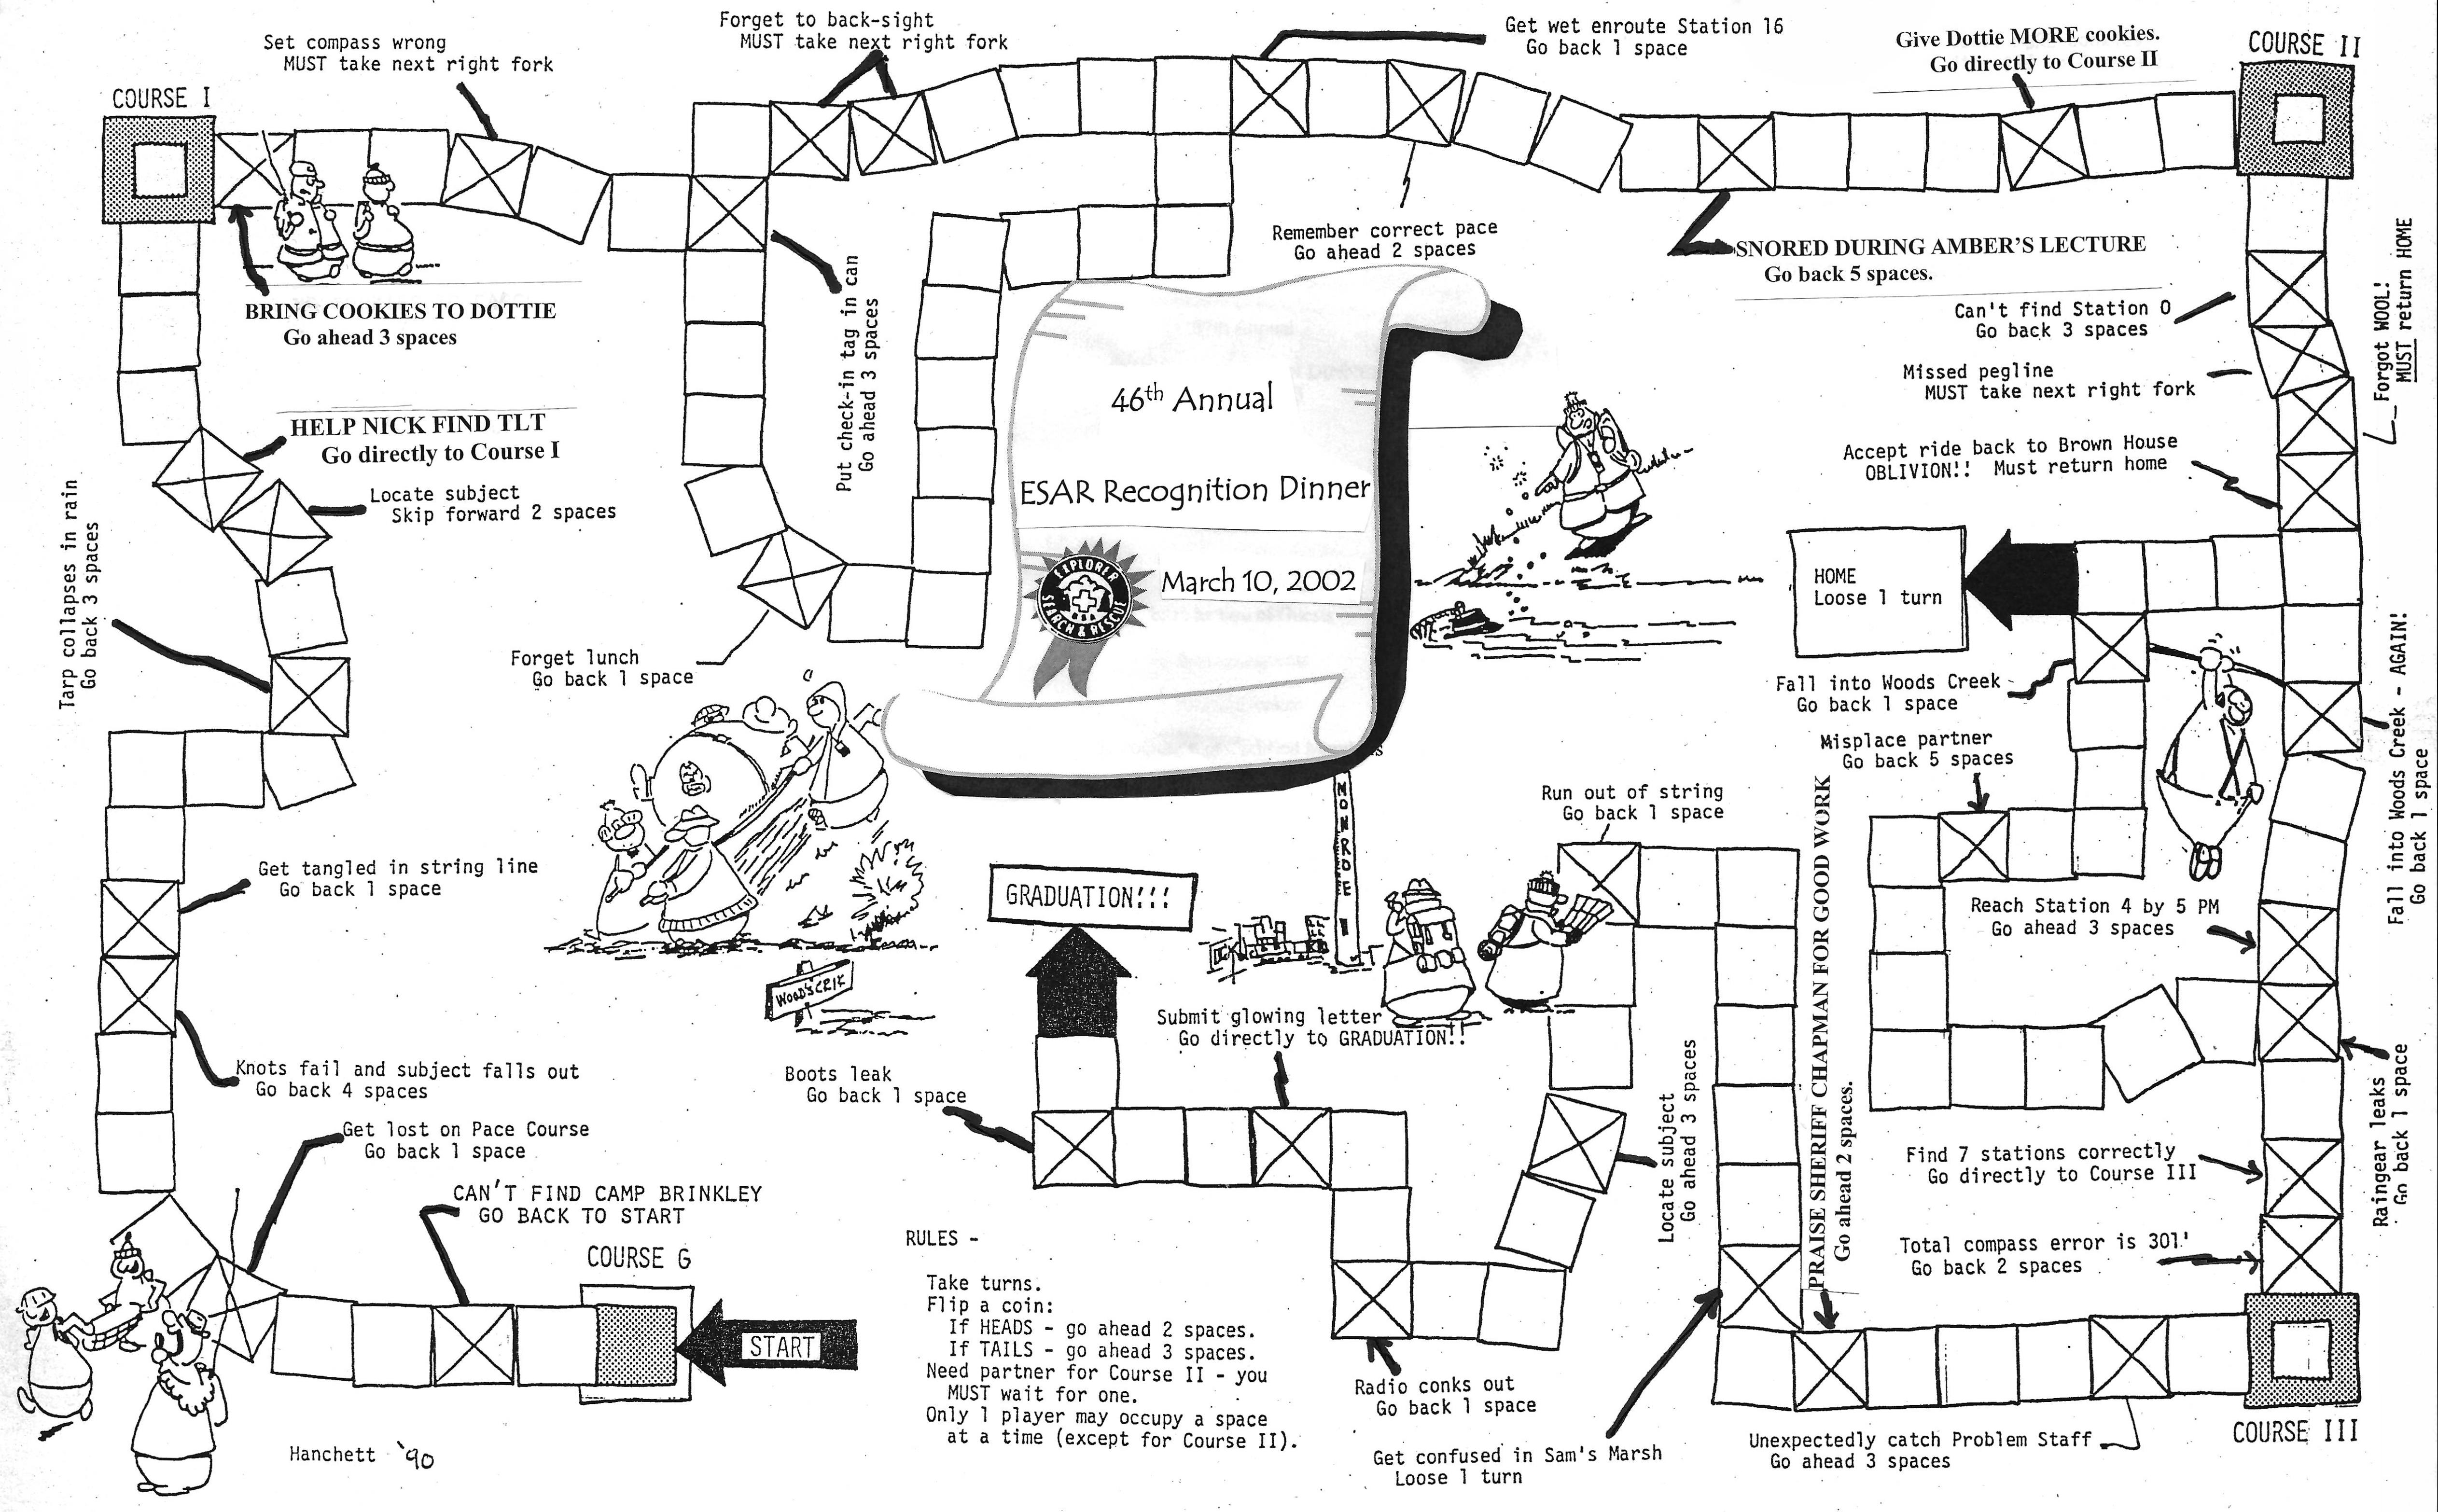 Forget to back-sight
MUST take next right fork
Get wet enroute Station 16
Go back 1 space
Give Dottie MORE cookies.
Go directly to Course II
COURSE II
Set compass wrong
MUST take next right fork
COURSE I
Remember correct pace
Go ahead 2 spaces
SNORED DURING AMBER'S LECTURE
Go back 5 spaces.
BRING COOKIES TO DOTTIE
Go ahead 3 spaces
Put check-in tag in can
Go ahead 3 spaces
Can't find Station 0
Go back 3 spaces
Forgot WOOL!
MUST return HOME
Missed pegline
MUST take next right fork
46th Annual
ESAR Recognition Dinner
March 10, 2002
EXPLORER
SEARCH & RESCUE
BSA
HELP NICK FIND TLT
Go directly to Course I
Locate subject
Skip forward 2 spaces
Accept ride back to Brown House
OBLIVION!! Must return home
Tarp collapses in rain
Go back 3 spaces
HOME
Loose 1 turn
Forget lunch
Go back 1 space
Fall into Woods Creek
Go back 1 space
Fall into Woods Creek - AGAIN!
Go back 1 space
Misplace partner
Go back 5 spaces
Run out of string
Go back 1 space
MONROE
Get tangled in string line
Go back 1 space
GRADUATION!!!
Reach Station 4 by 5 PM
Go ahead 3 spaces
WOOD'S CRIK
Submit glowing letter
Go directly to GRADUATION!!
Knots fail and subject falls out
Go back 4 spaces
Boots leak
Go back 1 space
Locate subject
Go ahead 3 spaces
PRAISE SHERIFF CHAPMAN FOR GOOD WORK
Go ahead 2 spaces.
Raingear leaks
Go back 1 space
Get lost on Pace Course
Go back 1 space
Find 7 stations correctly
Go directly to Course III
CAN'T FIND CAMP BRINKLEY
GO BACK TO START
COURSE G
START
Total compass error is 301'
Go back 2 spaces
RULES -
Take turns.
Flip a coin:
If HEADS - go ahead 2 spaces.
If TAILS - go ahead 3 spaces.
Need partner for Course II - you
MUST wait for one.
Only 1 player may occupy a space
at a time (except for Course II).
Radio conks out
Go back 1 space
Get confused in Sam's Marsh
Loose 1 turn
Unexpectedly catch Problem Staff
Go ahead 3 spaces
COURSE III
Hanchett '90